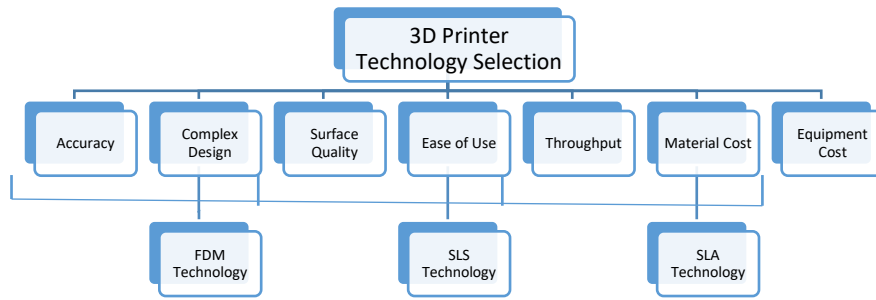 3D Printer
Technology Selection
Accuracy
Complex
Design
Surface
Quality
Ease of Use
Throughput
Material Cost
Equipment
Cost
FDM
Technology
SLS
Technology
SLA
Technology